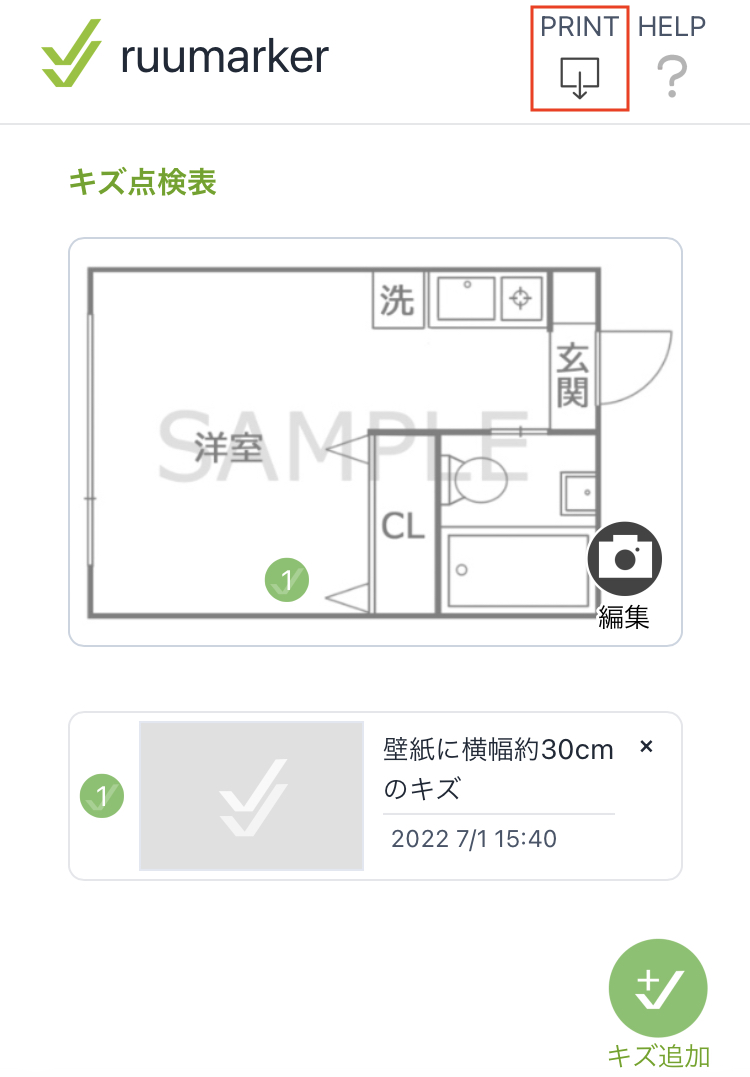 ruumarker
PRINT
HELP
?
キズ点検表
洗
玄関
SAMPLE
洋室
CL
1
編集
1
壁紙に横幅約30cm
のキズ
×
2022 7/1 15:40
キズ追加